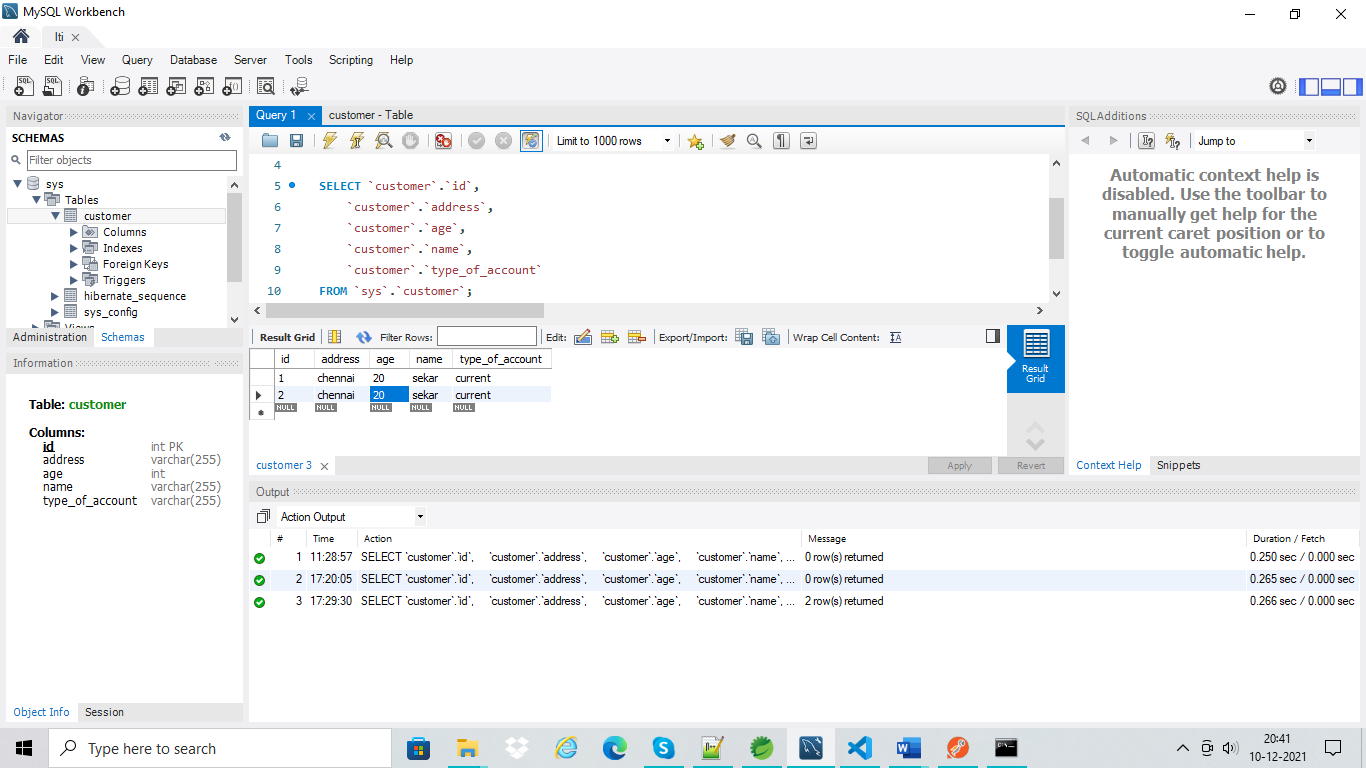 MySQL Workbench
lti
File Edit View Query Database Server Tools Scripting Help
Navigator
SCHEMAS
Filter objects
sys
Tables
customer
Columns
Indexes
Foreign Keys
Triggers
hibernate_sequence
sys_config
Views
Administration Schemas
Information
Table: customer
Columns:
id int PK
address varchar(255)
age int
name varchar(255)
type_of_account varchar(255)
Object Info Session
Query 1 customer - Table
Limit to 1000 rows
4
5 SELECT `customer`.`id`,
6 `customer`.`address`,
7 `customer`.`age`,
8 `customer`.`name`,
9 `customer`.`type_of_account`
10 FROM `sys`.`customer`;
Result Grid Filter Rows: Edit: Export/Import: Wrap Cell Content:
id address age name type_of_account
1 chennai 20 sekar current
2 chennai 20 sekar current
NULL NULL NULL NULL NULL
Result
Grid
customer 3 Apply Revert
SQLAdditions
Jump to
Automatic context help is
disabled. Use the toolbar to
manually get help for the
current caret position or to
toggle automatic help.
Context Help Snippets
Output
Action Output
# Time Action Message Duration / Fetch
1 11:28:57 SELECT `customer`.`id`, `customer`.`address`, `customer`.`age`, `customer`.`name`, ... 0 row(s) returned 0.250 sec / 0.000 sec
2 17:20:05 SELECT `customer`.`id`, `customer`.`address`, `customer`.`age`, `customer`.`name`, ... 0 row(s) returned 0.265 sec / 0.000 sec
3 17:29:30 SELECT `customer`.`id`, `customer`.`address`, `customer`.`age`, `customer`.`name`, ... 2 row(s) returned 0.266 sec / 0.000 sec
Type here to search
20:41
10-12-2021